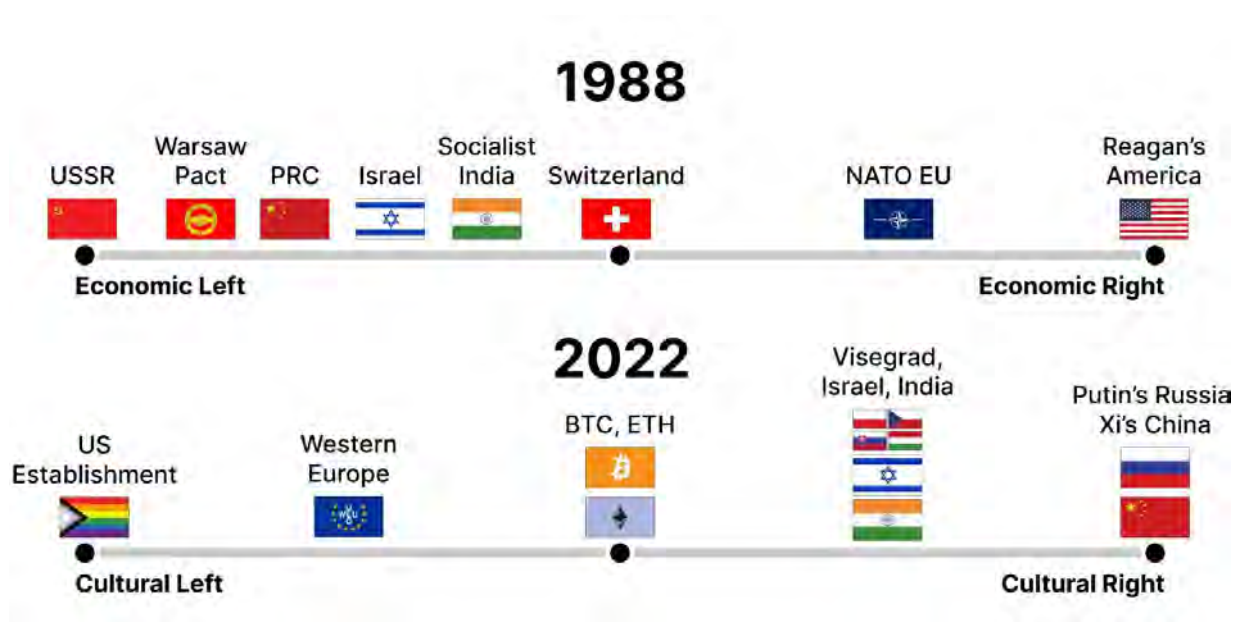 1988
USSR
Warsaw
Pact
PRC
Israel
Socialist
India
Switzerland
NATO EU
Reagan's
America
Economic Left
Economic Right
2022
US
Establishment
Western
Europe
BTC, ETH
Visegrad,
Israel, India
Putin's Russia
Xi's China
Cultural Left
Cultural Right